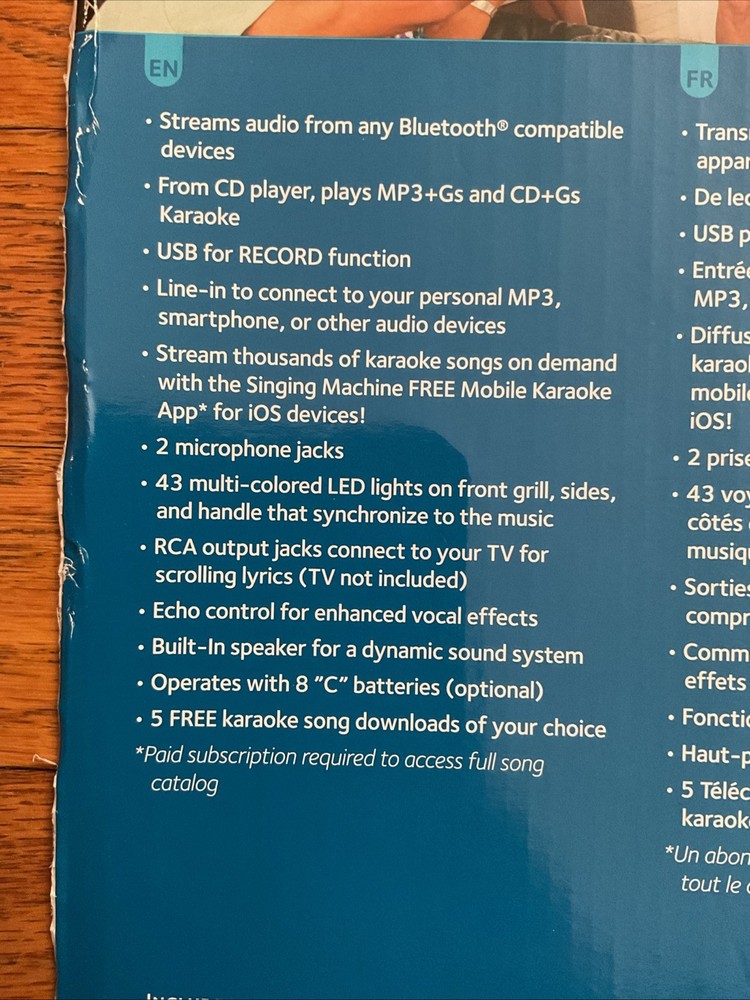 EN
• Streams audio from any Bluetooth® compatible
devices
• From CD player, plays MP3+Gs and CD+Gs
Karaoke
• USB for RECORD function
• Line-in to connect to your personal MP3,
smartphone, or other audio devices
• Stream thousands of karaoke songs on demand
with the Singing Machine FREE Mobile Karaoke
App* for iOS devices!
• 2 microphone jacks
• 43 multi-colored LED lights on front grill, sides,
and handle that synchronize to the music
• RCA output jacks connect to your TV for
scrolling lyrics (TV not included)
• Echo control for enhanced vocal effects
• Built-In speaker for a dynamic sound system
• Operates with 8 "C" batteries (optional)
• 5 FREE karaoke song downloads of your choice
*Paid subscription required to access full song
catalog
FR
• Trans
appar
• De lec
• USB p
• Entrée
MP3,
• Diffus
karao
mobile
iOS!
• 2 prise
• 43 voy
côtés
musiq
• Sorties
compr
• Comm
effets
• Foncti
• Haut-p
• 5 Téléc
karaok
*Un abon
tout le